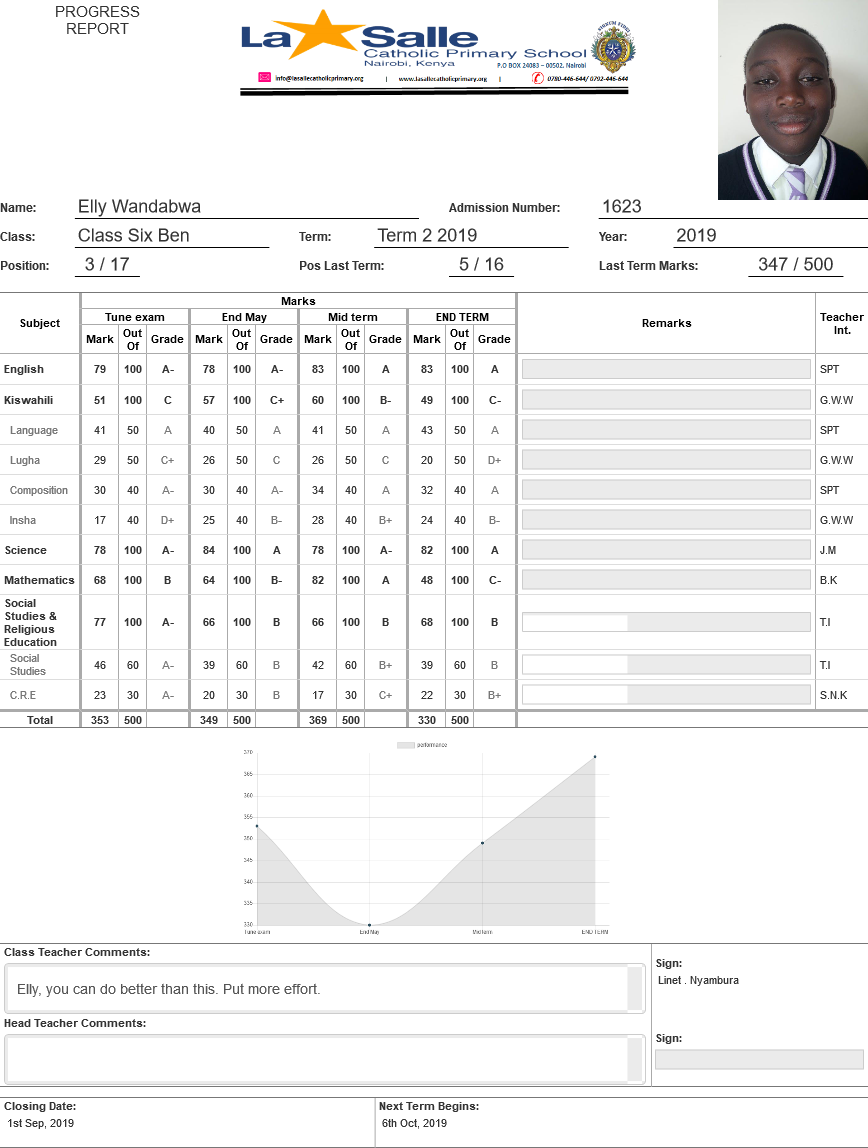 PROGRESS
REPORT
La Salle
Catholic Primary School
Nairobi, Kenya
P.O BOX 24083 – 00502, Nairobi
info@lasallecatholicprimary.org | www.lasallecatholicprimary.org | 0780-446-644/ 0792-446-644
Name: Elly Wandabwa Admission Number: 1623
Class: Class Six Ben Term: Term 2 2019 Year: 2019
Position: 3 / 17 Pos Last Term: 5 / 16 Last Term Marks: 347 / 500
Subject Marks Remarks Teacher Int.
Tune exam End May Mid term END TERM
Mark Out Of Grade Mark Out Of Grade Mark Out Of Grade Mark Out Of Grade
English 79 100 A- 78 100 A- 83 100 A 83 100 A SPT
Kiswahili 51 100 C 57 100 C+ 60 100 B- 49 100 C- G.W.W
Language 41 50 A 40 50 A 41 50 A 43 50 A SPT
Lugha 29 50 C+ 26 50 C 26 50 C 20 50 D+ G.W.W
Composition 30 40 A- 30 40 A- 34 40 A 32 40 A SPT
Insha 17 40 D+ 25 40 B- 28 40 B+ 24 40 B- G.W.W
Science 78 100 A- 84 100 A 78 100 A- 82 100 A J.M
Mathematics 68 100 B 64 100 B- 82 100 A 48 100 C- B.K
Social
Studies &
Religious
Education 77 100 A- 66 100 B 66 100 B 68 100 B T.I
Social
Studies 46 60 A- 39 60 B 42 60 B+ 39 60 B T.I
C.R.E 23 30 A- 20 30 B 17 30 C+ 22 30 B+ S.N.K
Total 353 500 349 500 369 500 330 500
performance
370
365
360
355
350
345
340
335
330
Tune exam End May Mid term END TERM
Class Teacher Comments:
Elly, you can do better than this. Put more effort.
Sign:
Linet . Nyambura
Head Teacher Comments:
Sign:
Closing Date: Next Term Begins:
1st Sep, 2019 6th Oct, 2019